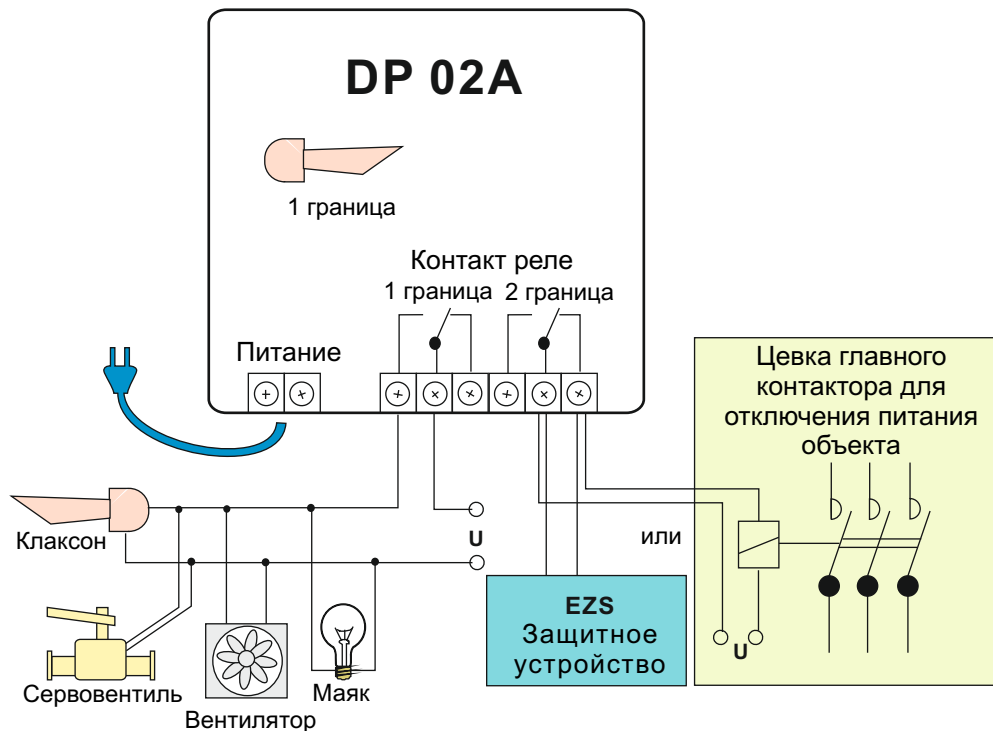 DP 02A
1 граница
Контакт реле
1 граница 2 граница
Питание
Цевка главного
контактора для
отключения питания
объекта
Клаксон
U
или
EZS
Защитное
устройство
U
Сервовентиль
Вентилятор
Маяк